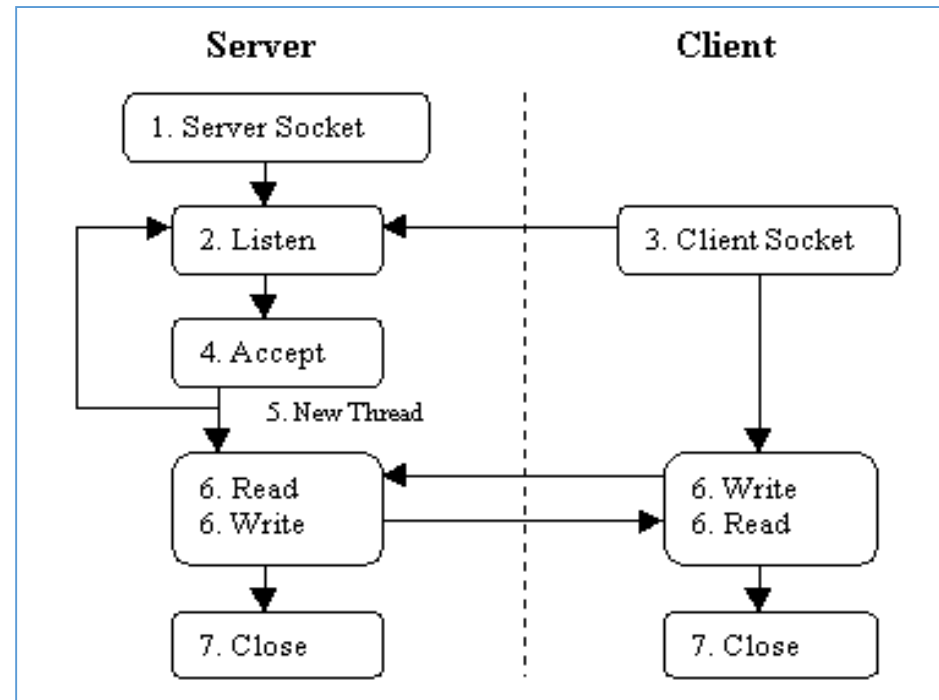 Server
Client
1. Server Socket
2. Listen
3. Client Socket
4. Accept
5. New Thread
6. Read
6. Write
6. Write
6. Read
7. Close
7. Close